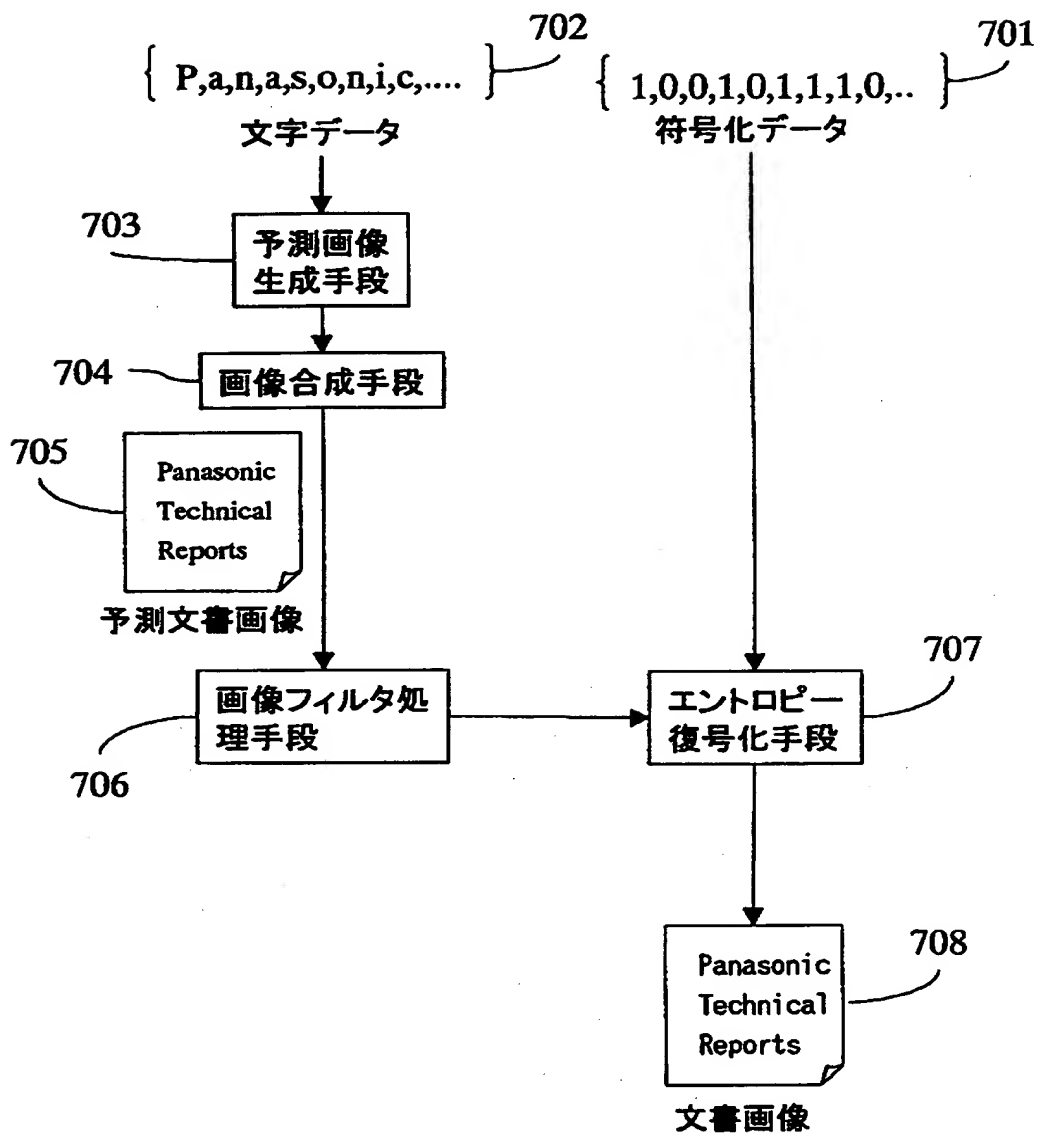 702
701
{ P,a,n,a,s,o,n,i,c,.... }
{ 1,0,0,1,0,1,1,1,0,.. }
文字データ
符号化データ
703
予測画像
生成手段
704
画像合成手段
705
Panasonic
Technical
Reports
予測文書画像
画像フィルタ処
理手段
706
707
エントロピー
復号化手段
708
Panasonic
Technical
Reports
文書画像